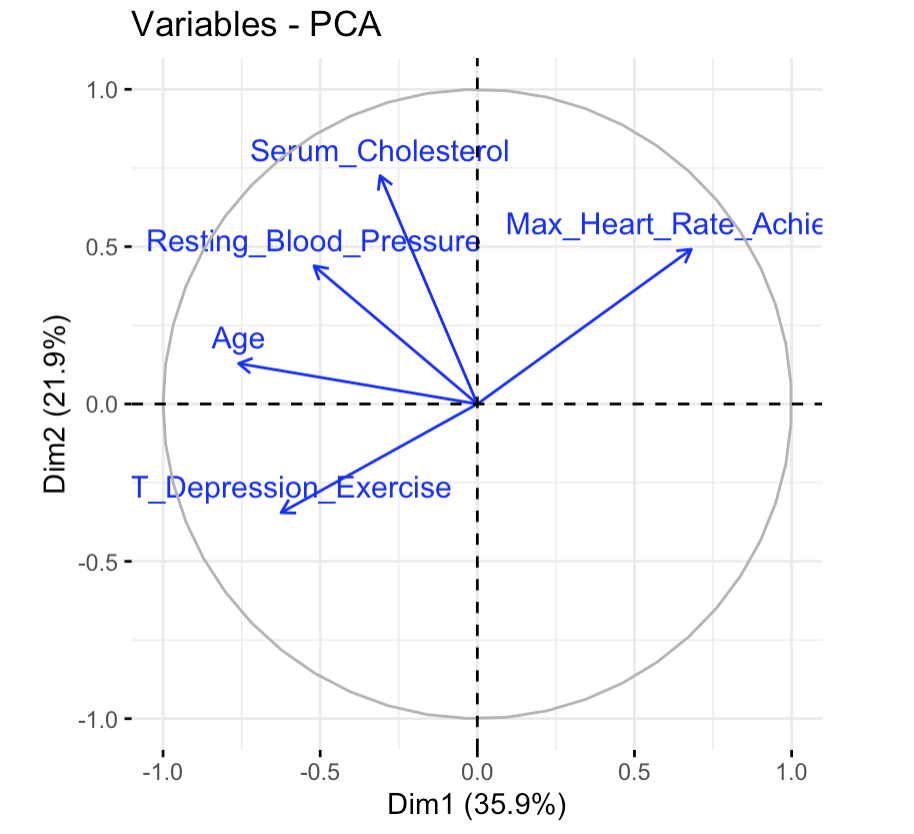 Variables - PCA
1.0
Serum_Cholesterol
Max_Heart_Rate_Achie
Resting_Blood_Pressure
0.5
Age
Dim2 (21.9%)
0.0
T_Depression_Exercise
-0.5
-1.0
-1.0 -0.5 0.0 0.5 1.0
Dim1 (35.9%)